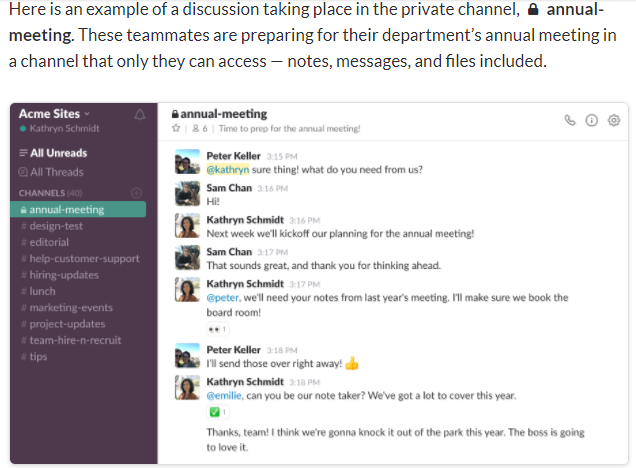 Here is an example of a discussion taking place in the private channel, annual-
meeting. These teammates are preparing for their department's annual meeting in
a channel that only they can access — notes, messages, and files included.
Acme Sites
Kathryn Schmidt
All Unreads
All Threads
CHANNELS (40)
annual-meeting
# design-test
# editorial
# help-customer-support
# hiring-updates
# lunch
# marketing-events
# project-updates
# team-hire-n-recruit
# tips
annual-meeting
6 | Time to prep for the annual meeting!
Peter Keller 3:15 PM
@kathryn sure thing! what do you need from us?
Sam Chan 3:16 PM
Hi!
Kathryn Schmidt 3:16 PM
Next week we'll kickoff our planning for the annual meeting!
Sam Chan 3:17 PM
That sounds great, and thank you for thinking ahead.
Kathryn Schmidt 3:17 PM
@peter, we'll need your notes from last year's meeting. I'll make sure we book the
board room!
1
Peter Keller 3:18 PM
I'll send those over right away! 👍
Kathryn Schmidt 3:18 PM
@emilie, can you be our note taker? We've got a lot to cover this year.
✅ 1
Thanks, team! I think we're gonna knock it out of the park this year. The boss is going
to love it.